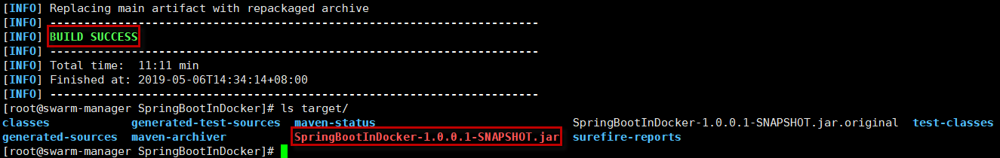 [INFO] Replacing main artifact with repackaged archive
[INFO] ------------------------------------------------------------------------
[INFO] BUILD SUCCESS
[INFO] ------------------------------------------------------------------------
[INFO] Total time:  11:11 min
[INFO] Finished at: 2019-05-06T14:34:14+08:00
[INFO] ------------------------------------------------------------------------
[root@swarm-manager SpringBootInDocker]# ls target/
classes            generated-test-sources  maven-status                             SpringBootInDocker-1.0.0.1-SNAPSHOT.jar.original  test-classes
generated-sources  maven-archiver          SpringBootInDocker-1.0.0.1-SNAPSHOT.jar  surefire-reports
[root@swarm-manager SpringBootInDocker]#